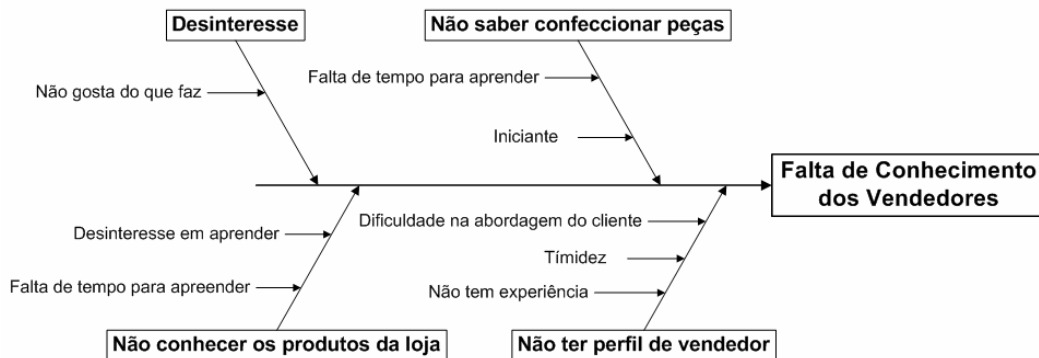 Desinteresse
Não saber confeccionar peças
Falta de tempo para aprender
Não gosta do que faz
Iniciante
Falta de Conhecimento
dos Vendedores
Dificuldade na abordagem do cliente
Desinteresse em aprender
Tímidez
Falta de tempo para apreender
Não tem experiência
Não conhecer os produtos da loja
Não ter perfil de vendedor